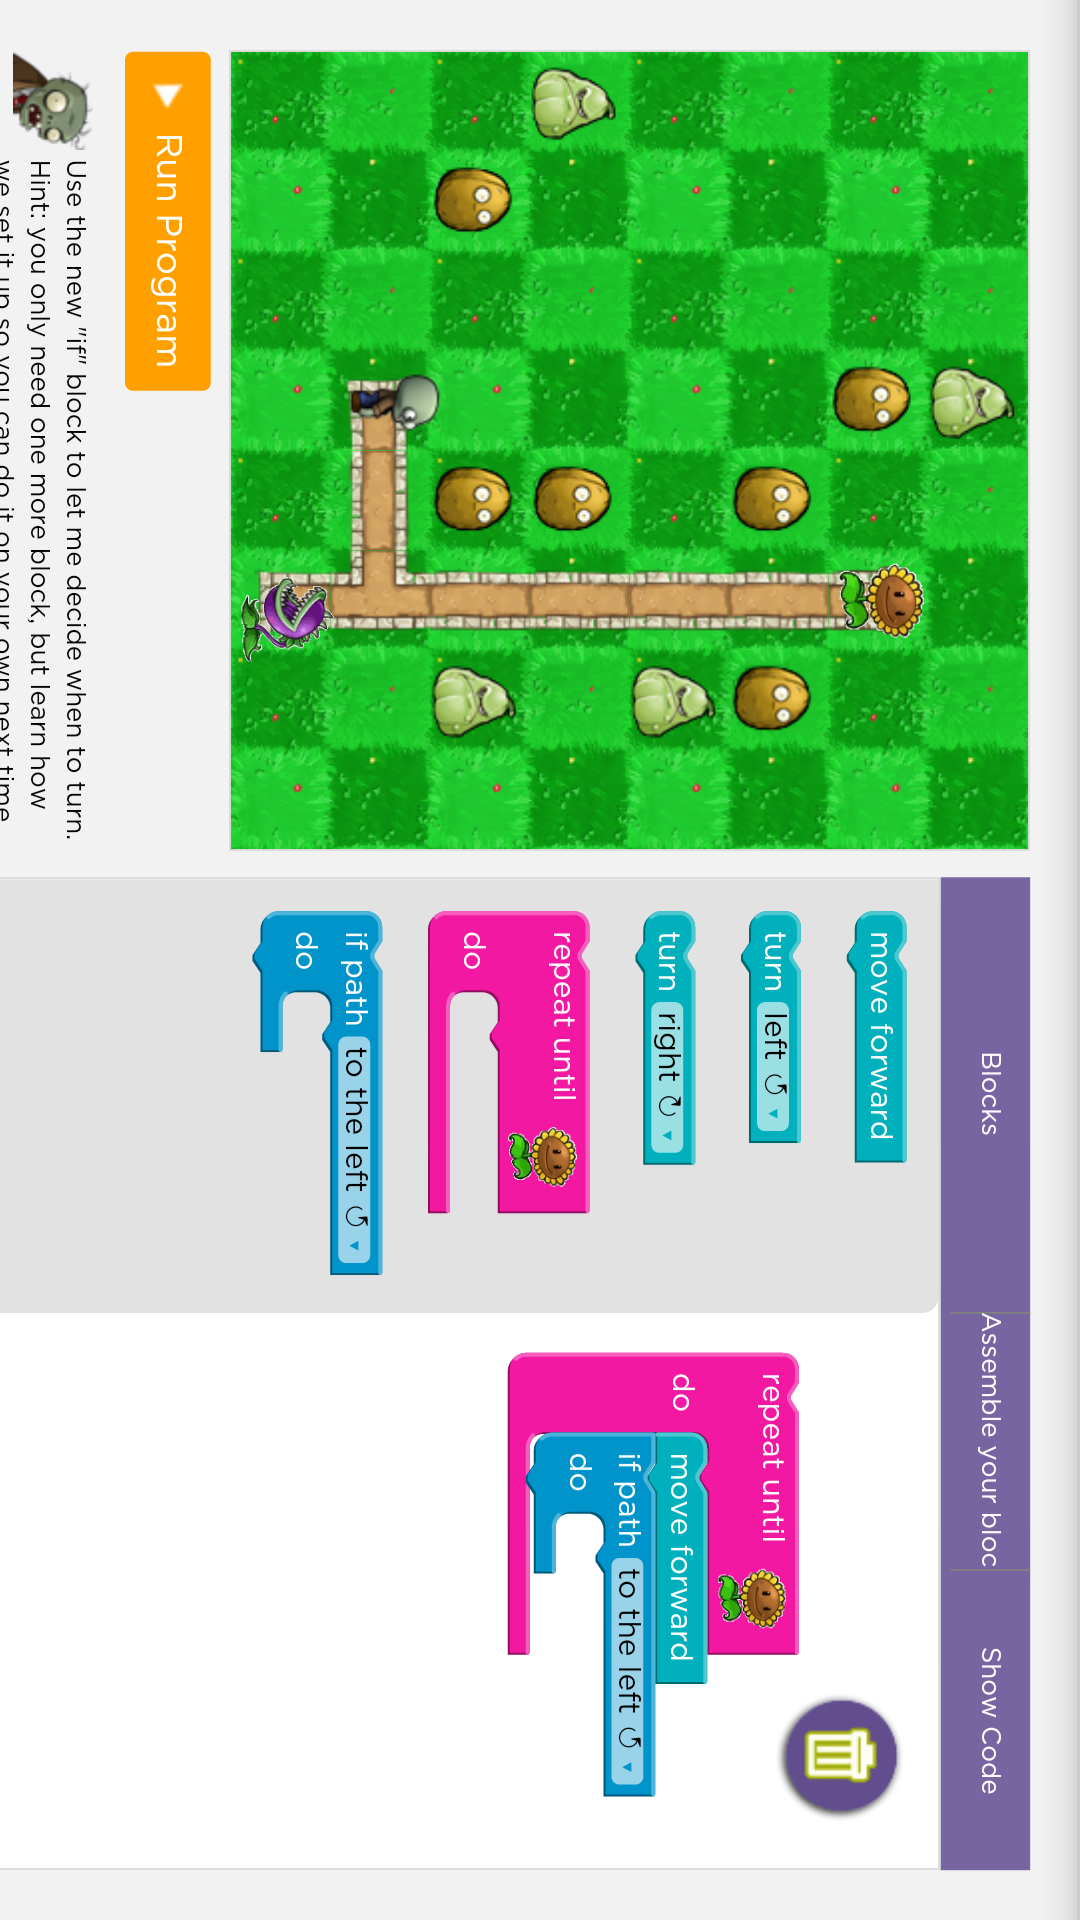 Blocks
Assemble your bloc
Show Code
move forward
turn left
turn right
repeat until
do
if path to the left
do
repeat until
do
move forward
if path to the left
do
Run Program
Use the new "if" block to let me decide when to turn.
Hint: you only need one more block, but learn how
we set it up so you can do it on your own next time